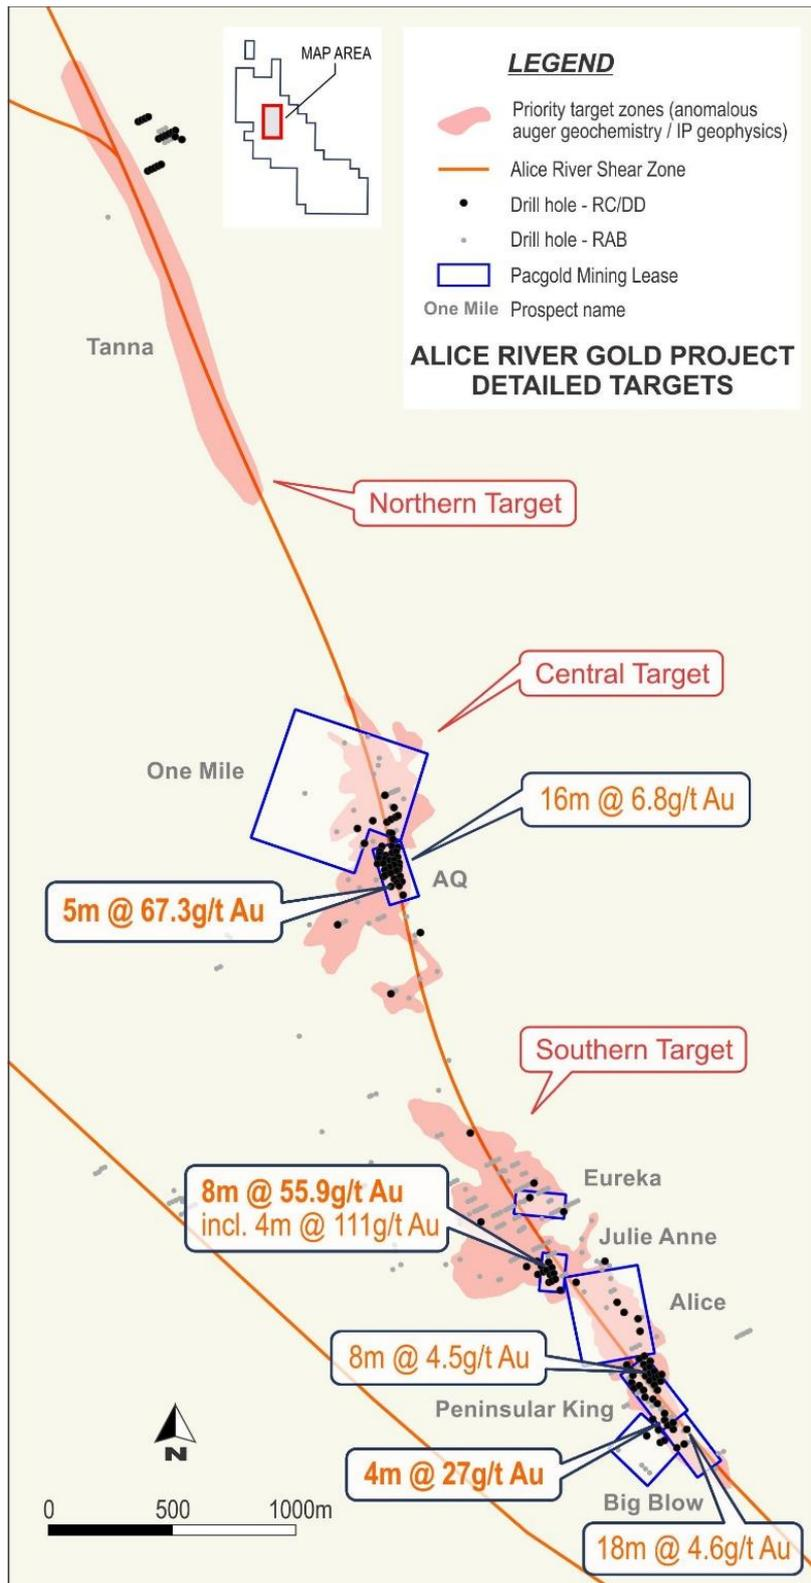 MAP AREA
LEGEND
Priority target zones (anomalous
auger geochemistry / IP geophysics)
Alice River Shear Zone
Drill hole - RC/DD
Drill hole - RAB
Pacgold Mining Lease
One Mile Prospect name
ALICE RIVER GOLD PROJECT
DETAILED TARGETS
Tanna
Northern Target
Central Target
One Mile
16m @ 6.8g/t Au
AQ
5m @ 67.3g/t Au
Southern Target
Eureka
8m @ 55.9g/t Au
incl. 4m @ 111g/t Au
Julie Anne
Alice
8m @ 4.5g/t Au
Peninsular King
N
4m @ 27g/t Au
Big Blow
0 500 1000m
18m @ 4.6g/t Au